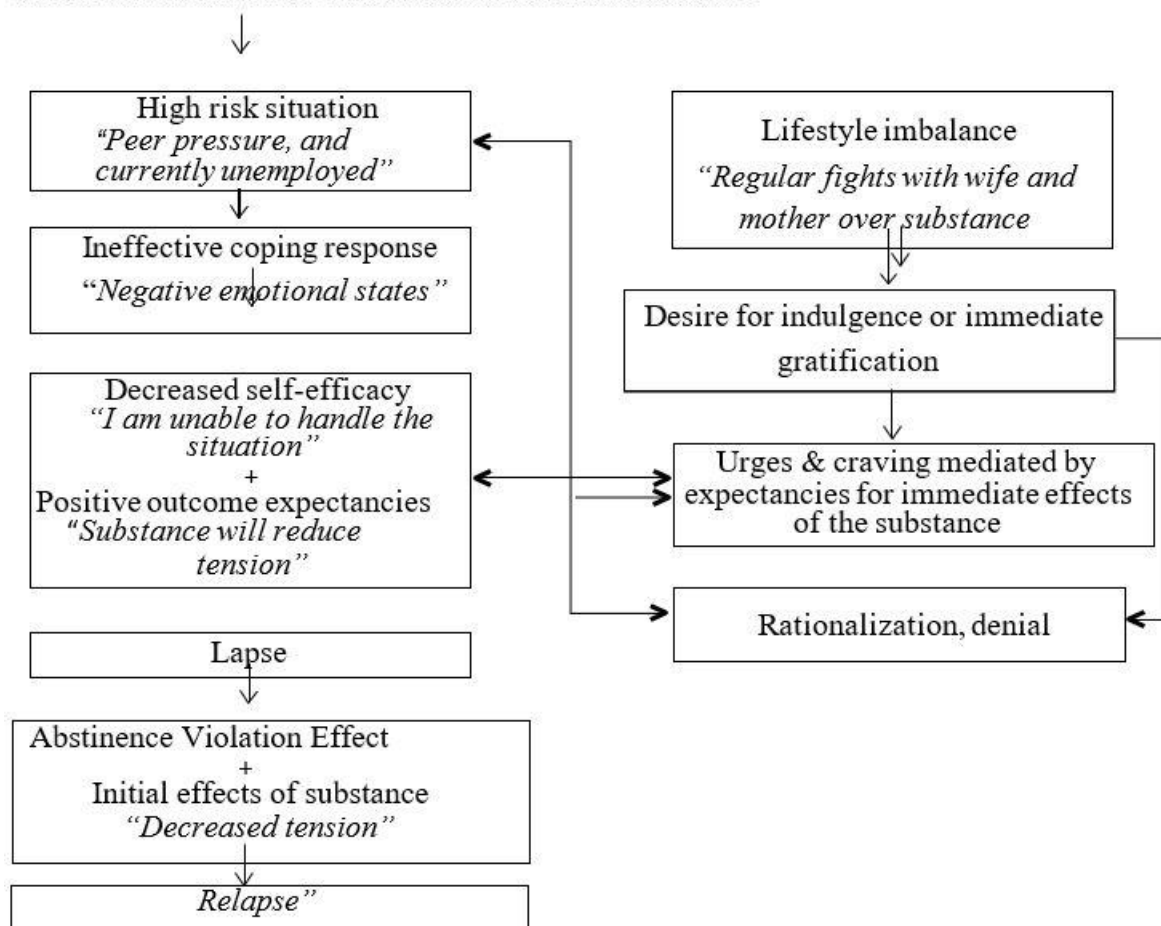 High risk situation
“Peer pressure, and
currently unemployed”
Ineffective coping response
“Negative emotional states”
Decreased self-efficacy
“I am unable to handle the
situation”
+
Positive outcome expectancies
“Substance will reduce
tension”
Lapse
Abstinence Violation Effect
+
Initial effects of substance
“Decreased tension”
Relapse”
Lifestyle imbalance
“Regular fights with wife and
mother over substance
Desire for indulgence or immediate
gratification
Urges & craving mediated by
expectancies for immediate effects
of the substance
Rationalization, denial